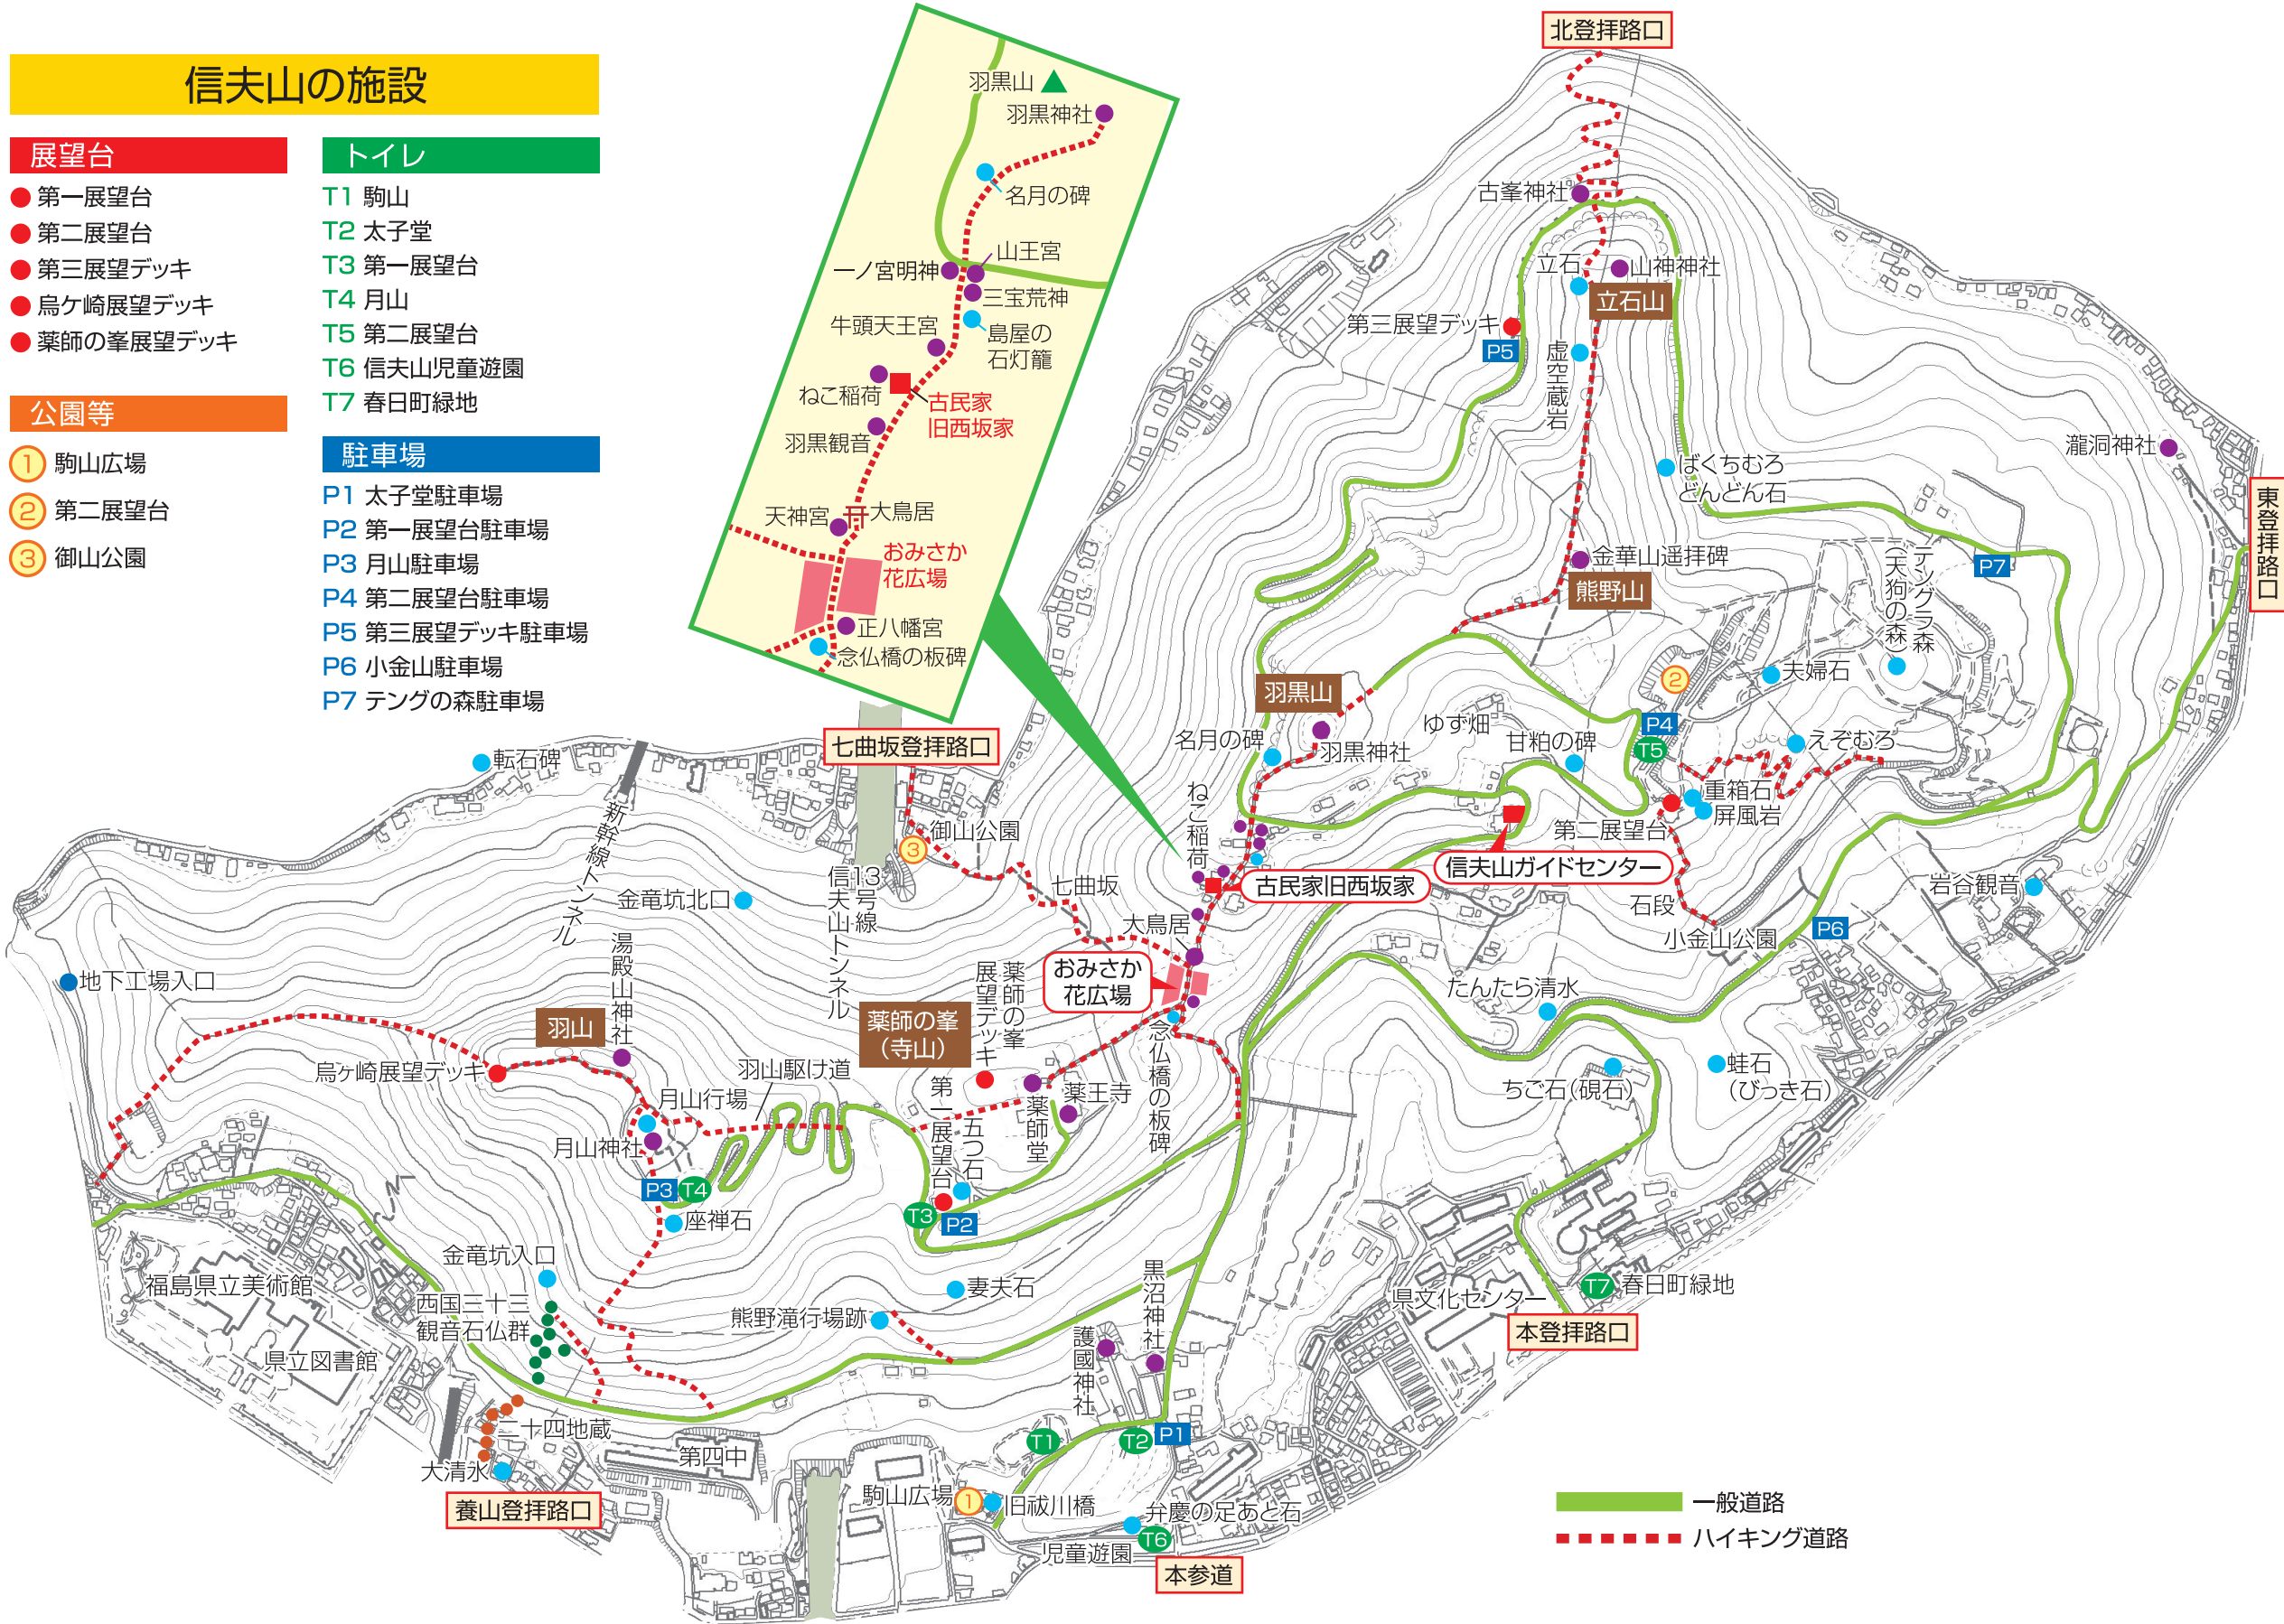 信夫山の施設
展望台
第一展望台
第二展望台
第三展望デッキ
烏ケ崎展望デッキ
薬師の峯展望デッキ
公園等
1 駒山広場
2 第二展望台
3 御山公園
トイレ
T1 駒山
T2 太子堂
T3 第一展望台
T4 月山
T5 第二展望台
T6 信夫山児童遊園
T7 春日町緑地
駐車場
P1 太子堂駐車場
P2 第一展望台駐車場
P3 月山駐車場
P4 第二展望台駐車場
P5 第三展望デッキ駐車場
P6 小金山駐車場
P7 テングの森駐車場
羽黒山
羽黒神社
名月の碑
山王宮
一ノ宮明神
三宝荒神
牛頭天王宮
島屋の
石灯籠
ねこ稲荷
古民家
旧西坂家
羽黒観音
天神宮
大鳥居
おみさか
花広場
正八幡宮
念仏橋の板碑
北登拝路口
古峯神社
立石
山神神社
立石山
第三展望デッキ
P5
虚空蔵岩
ばくちむろ
どんどん石
瀧洞神社
東登拝路口
金華山遥拝碑
熊野山
テングラ森
(天狗の森)
P7
夫婦石
2
羽黒山
羽黒神社
名月の碑
ゆず畑
甘粕の碑
P4
T5
えぞむろ
重箱石
屏風岩
第二展望台
ねこ稲荷
信夫山ガイドセンター
古民家旧西坂家
石段
小金山公園
岩谷観音
P6
七曲坂登拝路口
転石碑
新幹線トンネル
御山公園
3
13号線
信夫山トンネル
七曲坂
大鳥居
おみさか
花広場
金竜坑北口
地下工場入口
湯殿山神社
羽山
薬師の峯
(寺山)
薬師の峯
展望デッキ
たんたら清水
烏ヶ崎展望デッキ
羽山駆け道
月山行場
月山神社
第一展望台
五つ石
薬師堂
薬王寺
念仏橋の板碑
ちご石(硯石)
蛙石
(びっき石)
P3
T4
座禅石
T3
P2
金竜坑入口
福島県立美術館
西国三十三
観音石仏群
県立図書館
妻夫石
熊野滝行場跡
黒沼神社
護國神社
県文化センター
T7
春日町緑地
本登拝路口
二十四地蔵
大清水
養山登拝路口
第四中
T1
T2
P1
駒山広場
1
旧祓川橋
弁慶の足あと石
T6
児童遊園
本参道
一般道路
ハイキング道路